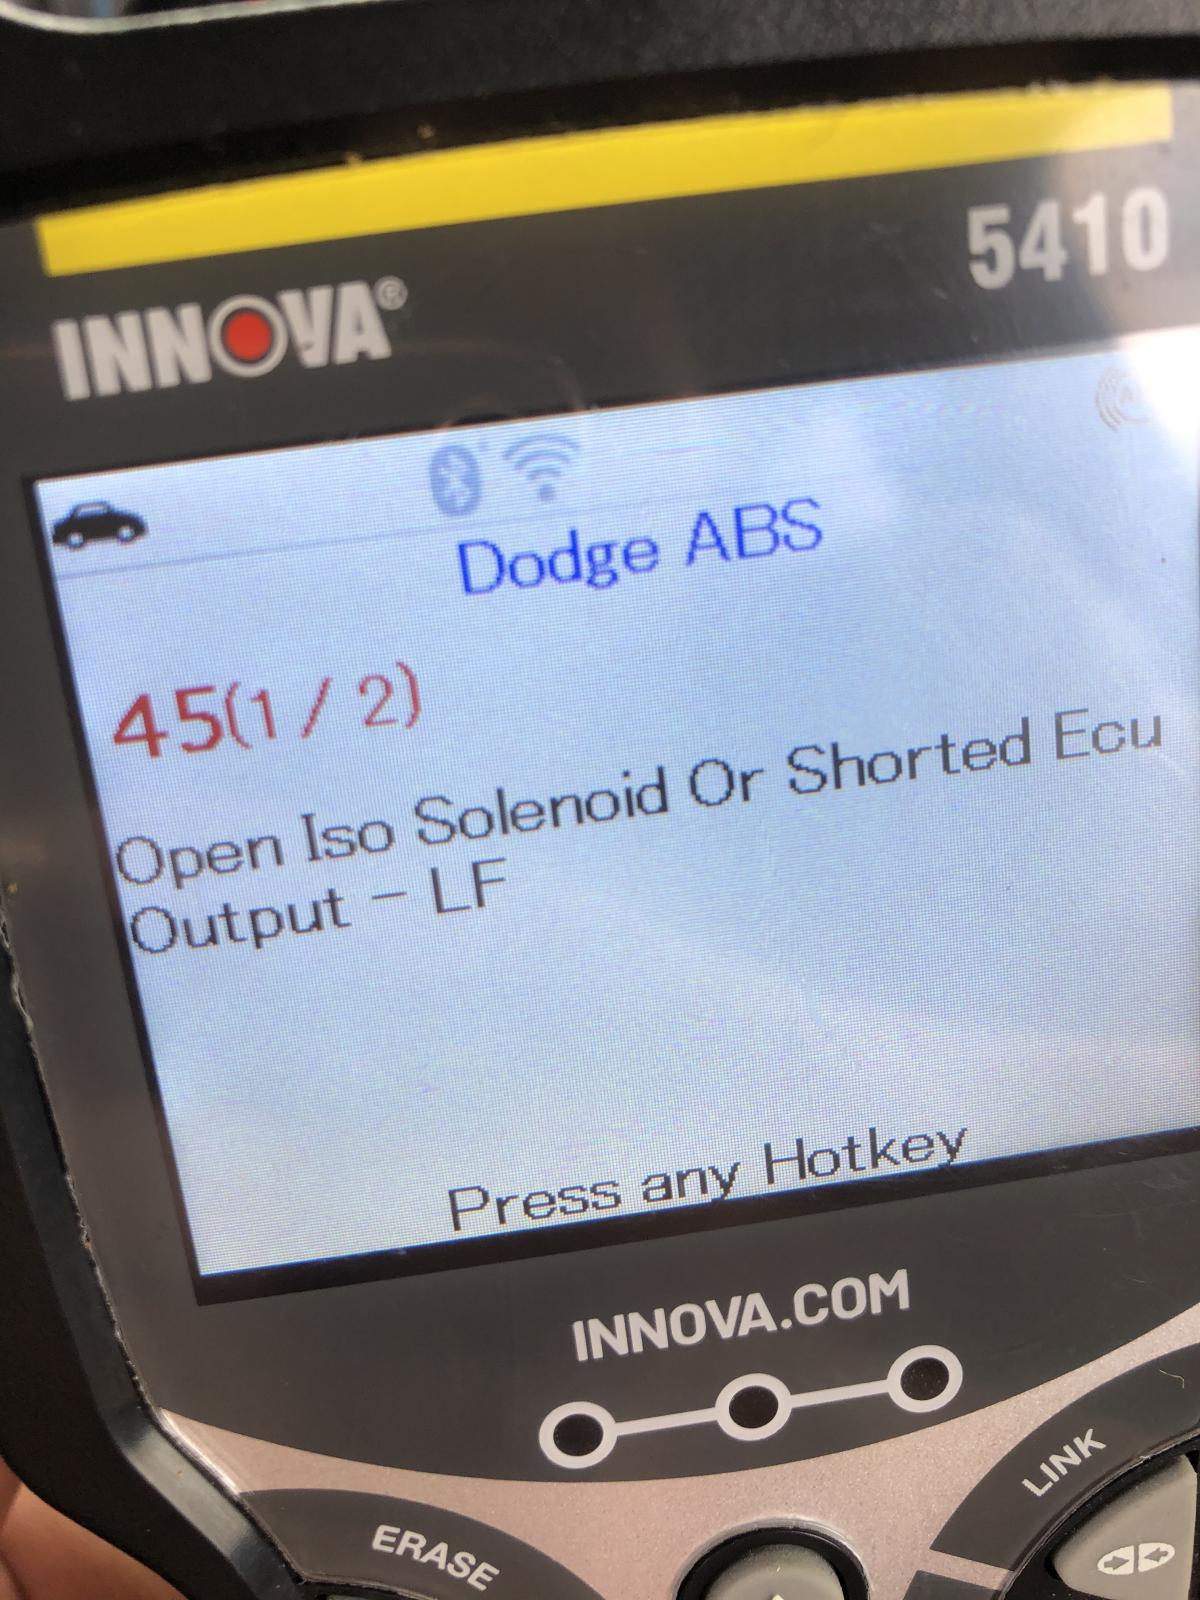 5410
INNOVA®
Dodge ABS
45(1 / 2)
Open Iso Solenoid Or Shorted Ecu
Output - LF
Press any Hotkey
INNOVA.COM
LINK
ERASE